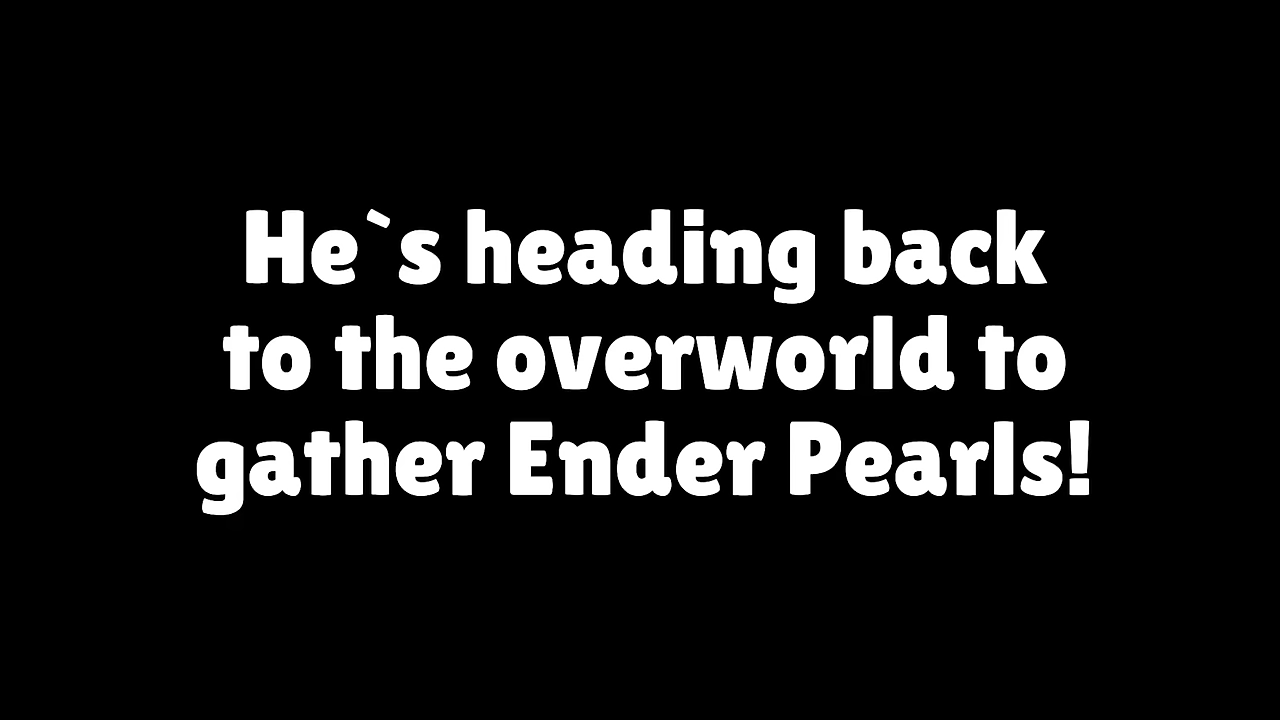 He`s heading back
to the overworld to
gather Ender Pearls!